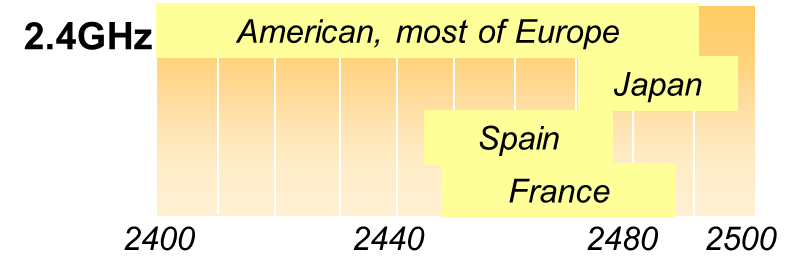 2.4GHz
American, most of Europe
Japan
Spain
France
2400 2440 2480 2500